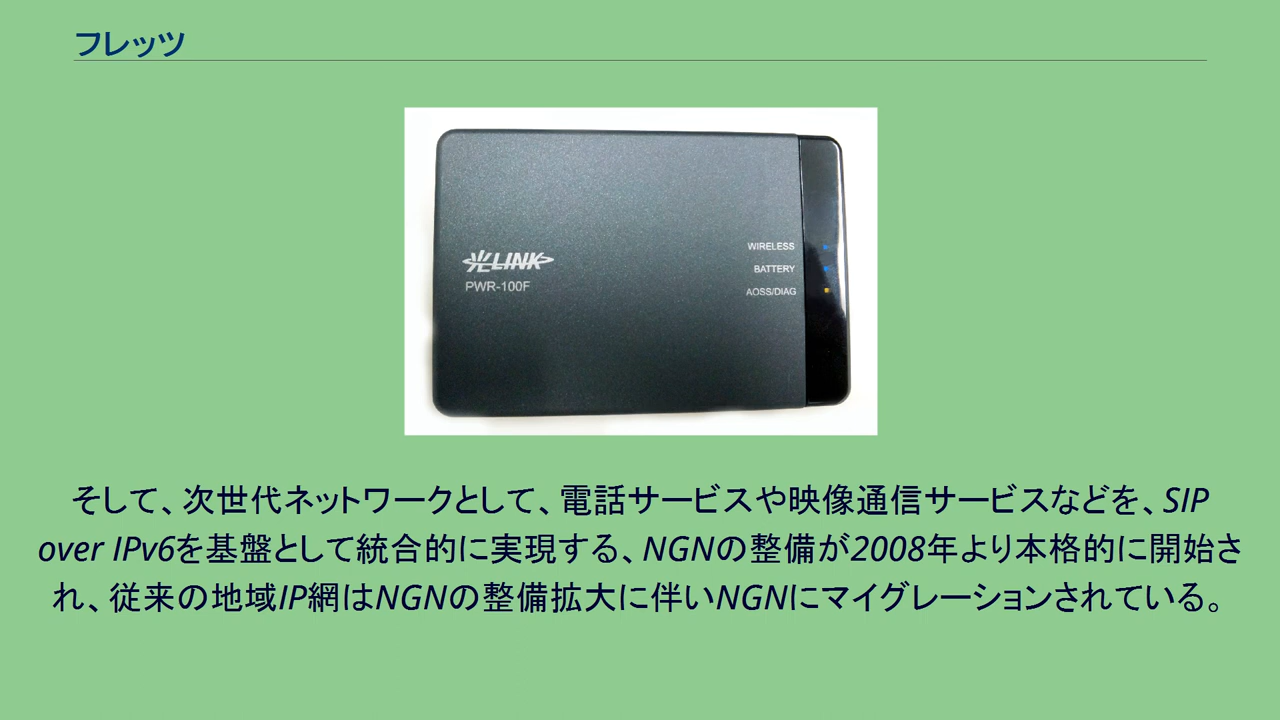 フレッツ
光LINK
PWR-100F
WIRELESS
BATTERY
AOSS/DIAG
そして、次世代ネットワークとして、電話サービスや映像通信サービスなどを、SIP
over IPv6を基盤として統合的に実現する、NGNの整備が2008年より本格的に開始さ
れ、従来の地域IP網はNGNの整備拡大に伴いNGNにマイグレーションされている。